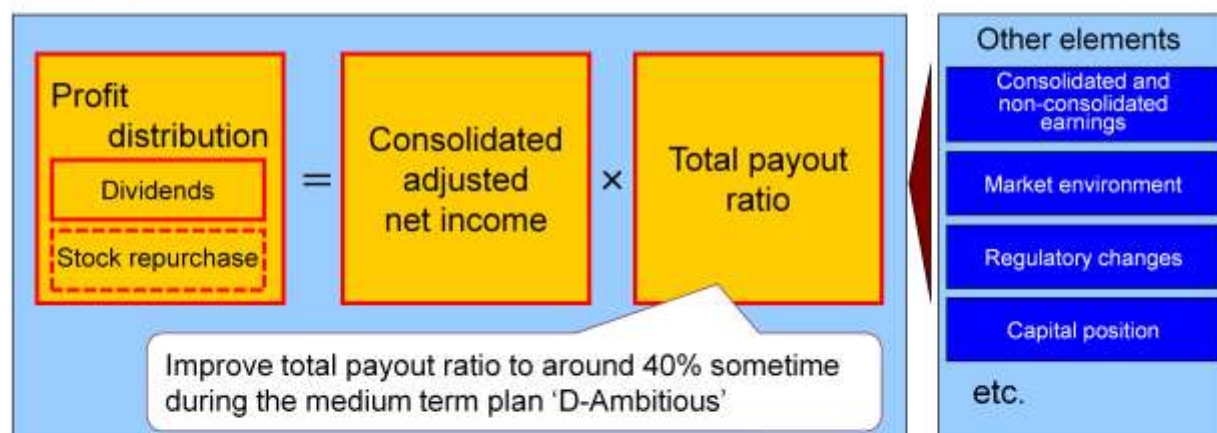 Profit
distribution
Dividends
Stock repurchase
=
Consolidated
adjusted
net income
×
Total payout
ratio
Improve total payout ratio to around 40% sometime
during the medium term plan ‘D-Ambitious’
Other elements
Consolidated and
non-consolidated
earnings
Market environment
Regulatory changes
Capital position
etc.